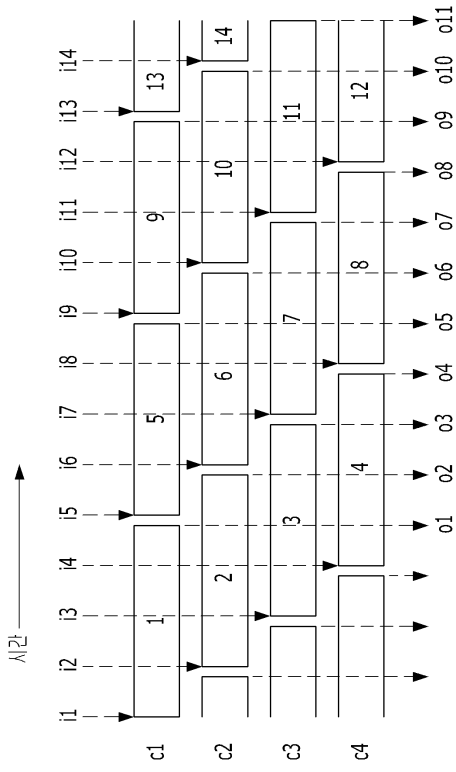 시간
i1 i2 i3 i4 i5 i6 i7 i8 i9 i10 i11 i12 i13 i14
c1 1 5 9 13
c2 2 6 10 14
c3 3 7 11
c4 4 8 12
o1 o2 o3 o4 o5 o6 o7 o8 o9 o10 o11